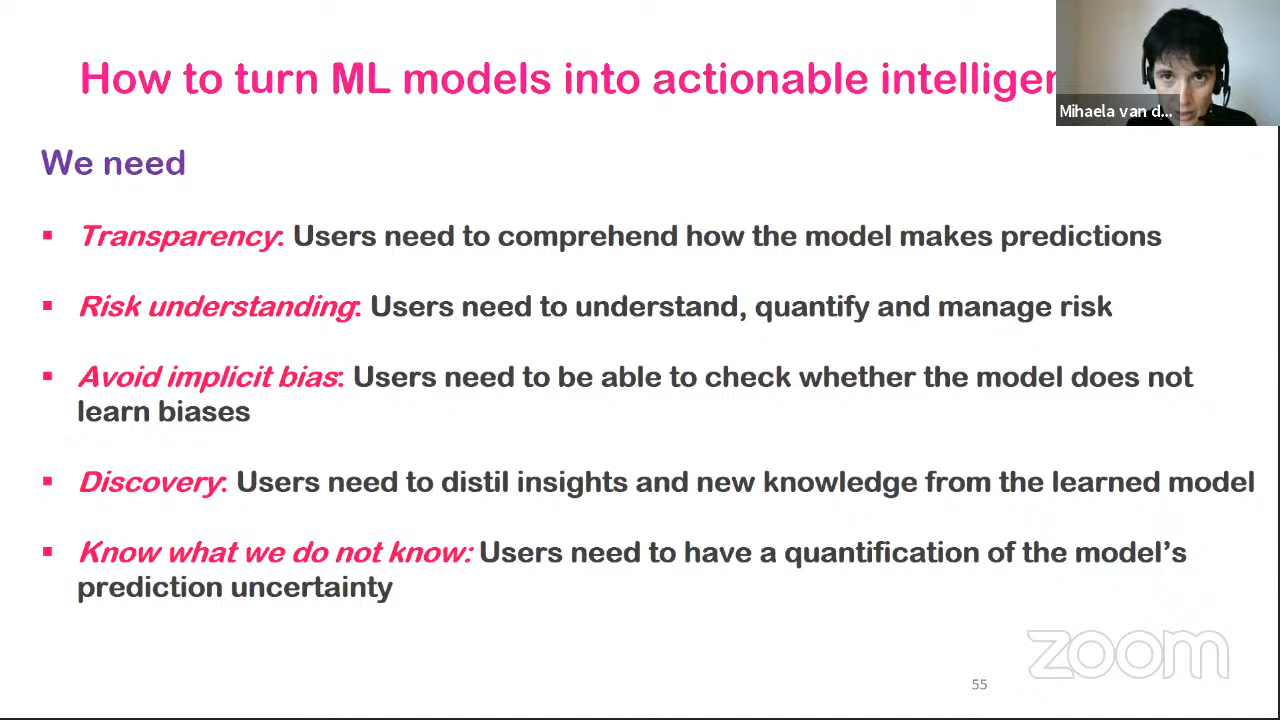 How to turn ML models into actionable intelligen
Mihaela van d...
We need
▪ Transparency: Users need to comprehend how the model makes predictions
▪ Risk understanding: Users need to understand, quantify and manage risk
▪ Avoid implicit bias: Users need to be able to check whether the model does not
learn biases
▪ Discovery: Users need to distil insights and new knowledge from the learned model
▪ Know what we do not know: Users need to have a quantification of the model’s
prediction uncertainty
zoom
55